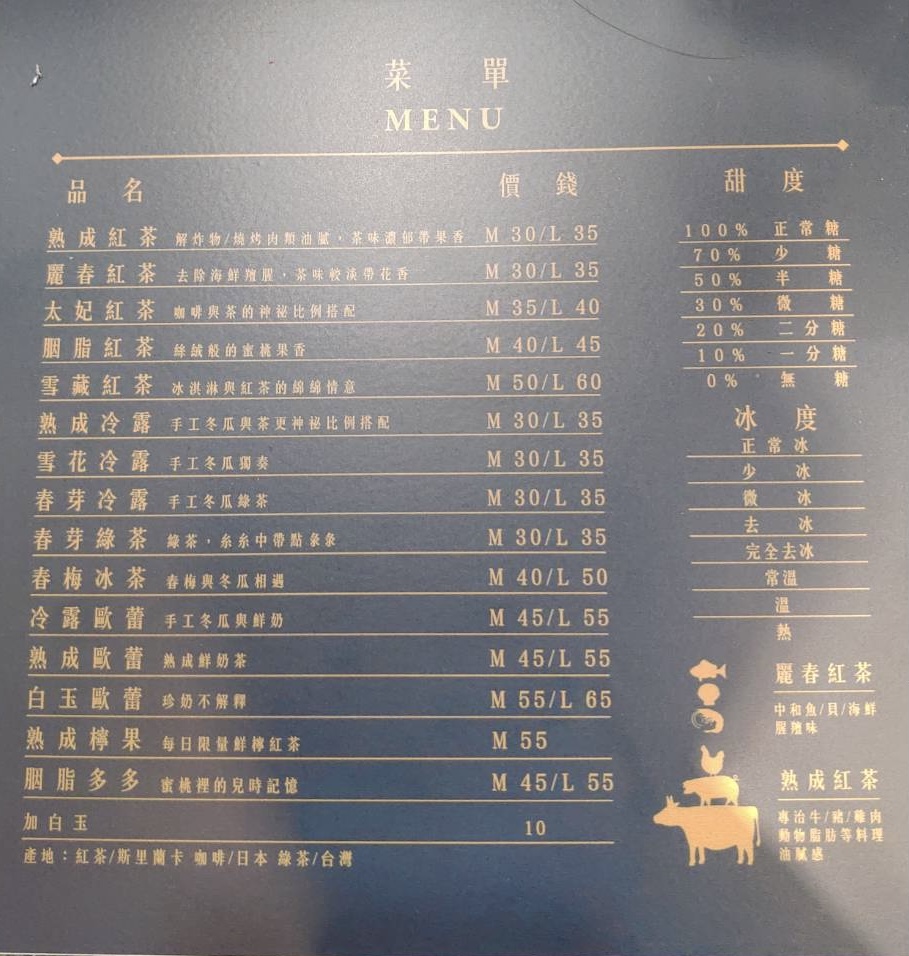 菜單
MENU
品名 價錢
熟成紅茶 解炸物/燒烤肉類油膩，茶味濃郁帶果香 M 30/L 35
麗春紅茶 去除海鮮羶腥，茶味較淡帶花香 M 30/L 35
太妃紅茶 咖啡與茶的神祕比例搭配 M 35/L 40
胭脂紅茶 絲絨般的蜜桃果香 M 40/L 45
雪藏紅茶 冰淇淋與紅茶的綿綿情意 M 50/L 60
熟成冷露 手工冬瓜與茶更神祕比例搭配 M 30/L 35
雪花冷露 手工冬瓜獨奏 M 30/L 35
春芽冷露 手工冬瓜綠茶 M 30/L 35
春芽綠茶 綠茶，糸糸中帶點彖彖 M 30/L 35
春梅冰茶 春梅與冬瓜相遇 M 40/L 50
冷露歐蕾 手工冬瓜與鮮奶 M 45/L 55
熟成歐蕾 熟成鮮奶茶 M 45/L 55
白玉歐蕾 珍奶不解釋 M 55/L 65
熟成檸果 每日限量鮮檸紅茶 M 55
胭脂多多 蜜桃裡的兒時記憶 M 45/L 55
加白玉 10
產地：紅茶/斯里蘭卡 咖啡/日本 綠茶/台灣
甜度
100% 正常糖
70% 少糖
50% 半糖
30% 微糖
20% 二分糖
10% 一分糖
0% 無糖
冰度
正常冰
少冰
微冰
去冰
完全去冰
常溫
溫
熱
麗春紅茶
中和魚/貝/海鮮
腥羶味
熟成紅茶
專治牛/豬/雞肉
動物脂肪等料理
油膩感